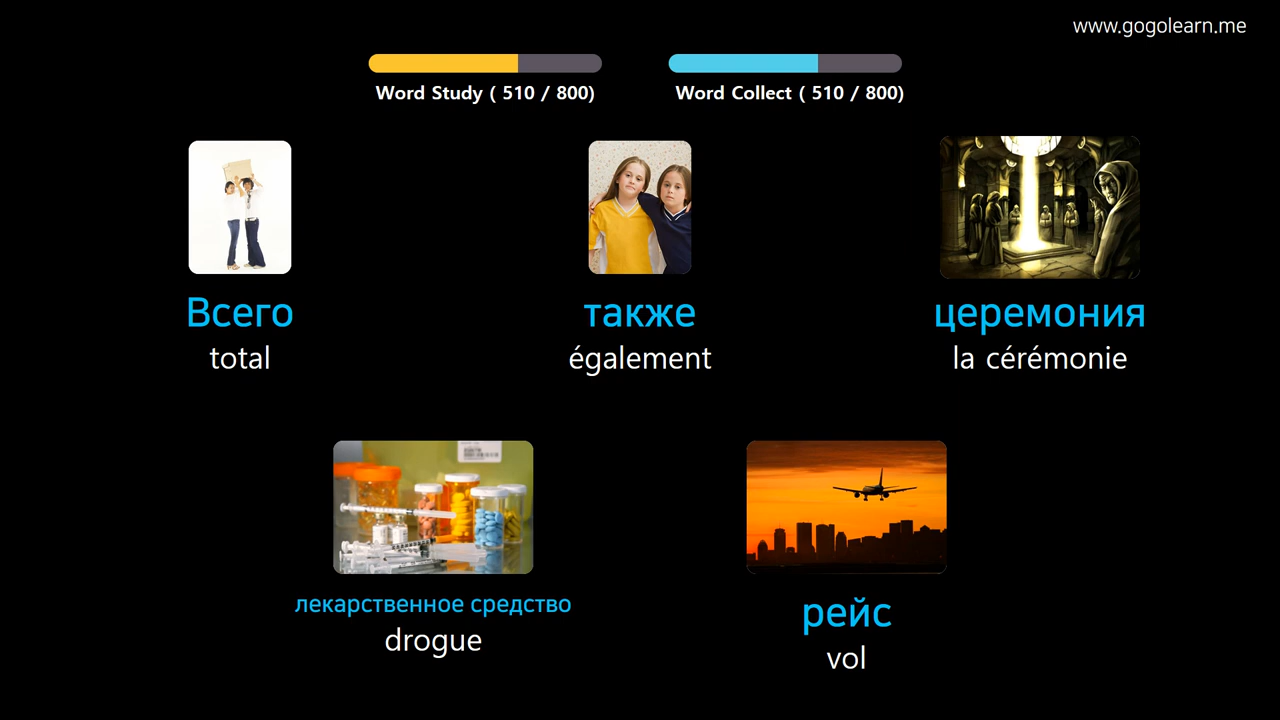 www.gogolearn.me
Word Study ( 510 / 800)
Word Collect ( 510 / 800)
Всего
total
также
également
церемония
la cérémonie
лекарственное средство
drogue
рейс
vol